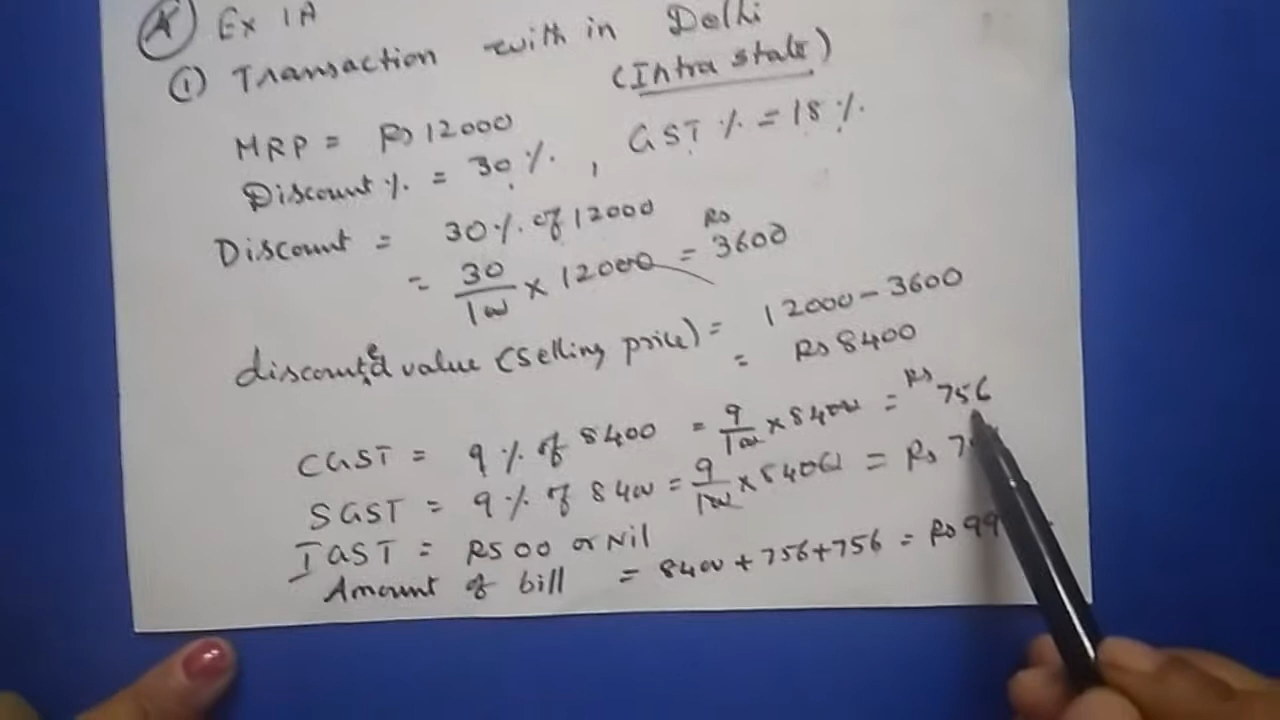 A Ex 1A
① Transaction with in Delhi
(Intra state)
MRP = Rs 12000
Discount % = 30 %, GST % = 18 %.
Discount = 30 % of 12000
= 30/100 × 12000 = Rs 3600
discounted value (Selling price) = 12000 - 3600
= Rs 8400
CGST = 9 % of 8400 = 9/100 × 8400 = Rs 756
SGST = 9 % of 8400 = 9/100 × 8400 = Rs
IGST = Rs 00 or Nil
Amount of bill = 8400 + 756 + 756 = Rs